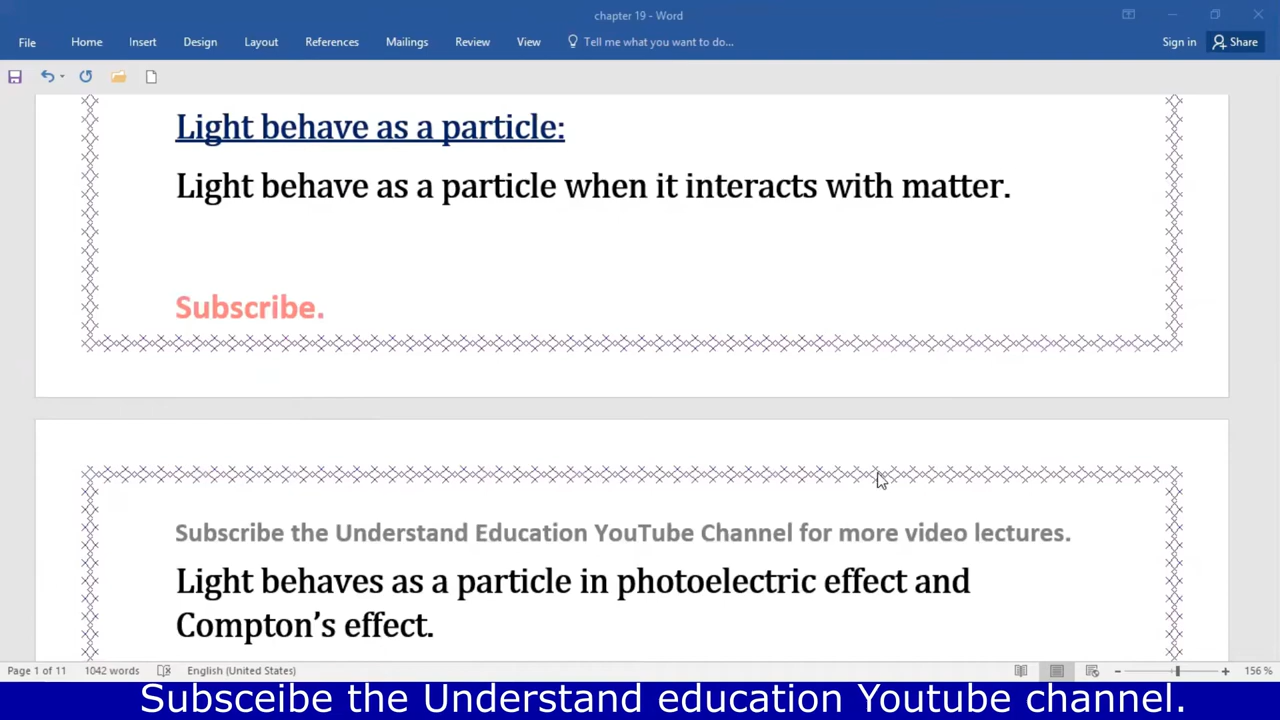 chapter 19 - Word
File Home Insert Design Layout References Mailings Review View Tell me what you want to do... Sign in Share
Light behave as a particle:
Light behave as a particle when it interacts with matter.
Subscribe.
Subscribe the Understand Education YouTube Channel for more video lectures.
Light behaves as a particle in photoelectric effect and
Compton’s effect.
Page 1 of 11 1042 words English (United States) 156 %
Subsceibe the Understand education Youtube channel.